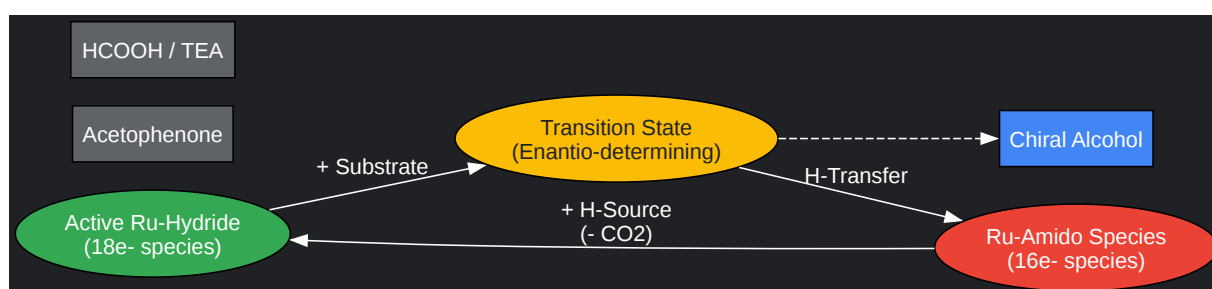 HCOOH / TEA
Acetophenone
Active Ru-Hydride
(18e- species)
+ Substrate
Transition State
(Enantio-determining)
H-Transfer
+ H-Source
(- CO2)
Chiral Alcohol
Ru-Amido Species
(16e- species)